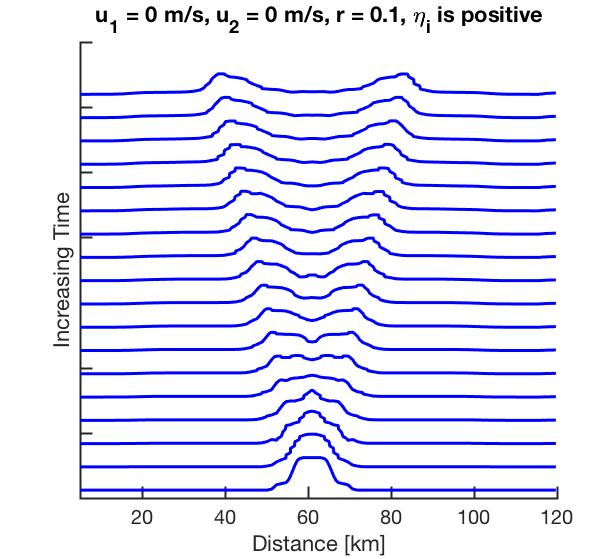 u₁ = 0 m/s, u₂ = 0 m/s, r = 0.1, ηᵢ is positive
Increasing Time
20 40 60 80 100 120
Distance [km]